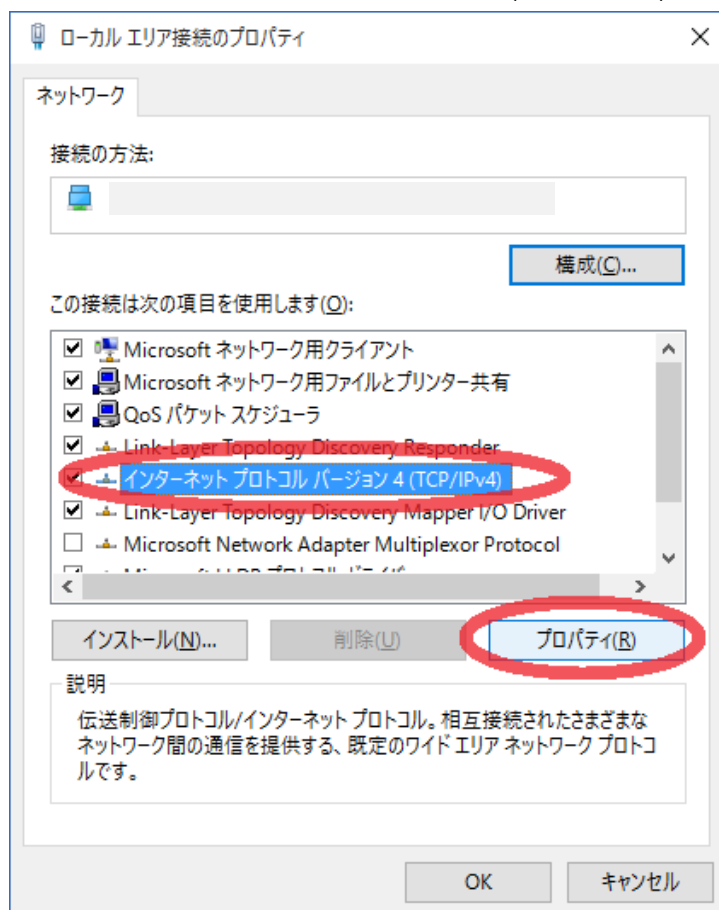 ローカル エリア接続のプロパティ
ネットワーク
接続の方法:
構成(C)...
この接続は次の項目を使用します(O):
Microsoft ネットワーク用クライアント
Microsoft ネットワーク用ファイルとプリンター共有
QoS パケット スケジューラ
Link-Layer Topology Discovery Responder
インターネット プロトコル バージョン 4 (TCP/IPv4)
Link-Layer Topology Discovery Mapper I/O Driver
Microsoft Network Adapter Multiplexor Protocol
インストール(N)...
削除(U)
プロパティ(R)
説明
伝送制御プロトコル/インターネット プロトコル。相互接続されたさまざまな
ネットワーク間の通信を提供する、既定のワイド エリア ネットワーク プロトコ
ルです。
OK
キャンセル